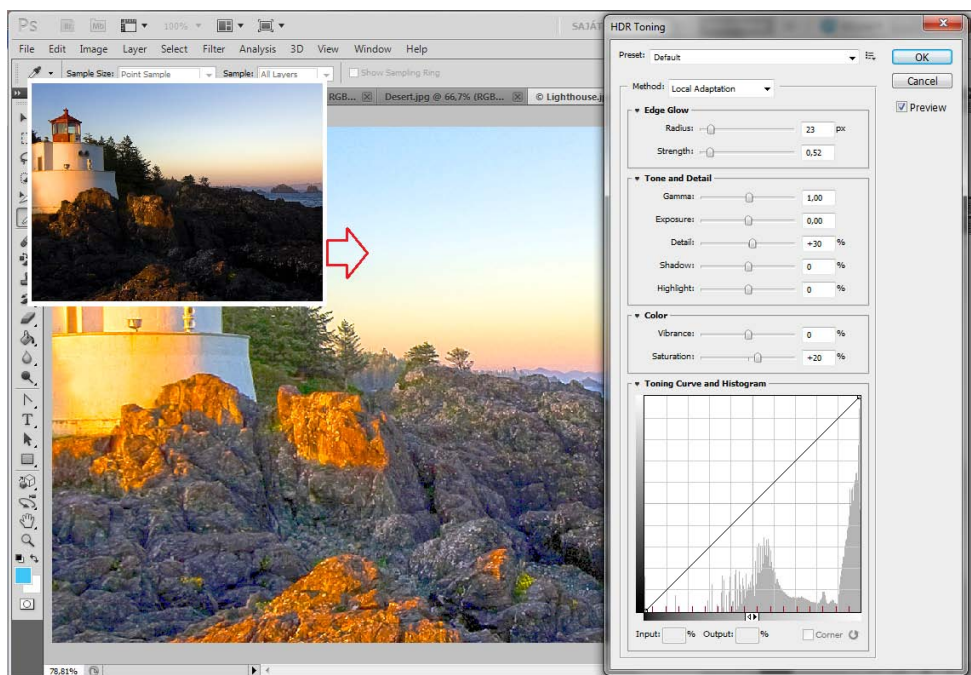 Ps Br Mb 100% SAJÁT
File Edit Image Layer Select Filter Analysis 3D View Window Help
Sample Size: Point Sample Sample: All Layers Show Sampling Ring
RGB... Desert.jpg @ 66,7% (RGB... © Lighthouse.j
78,81%
HDR Toning
Preset: Default
OK
Cancel
Preview
Method: Local Adaptation
Edge Glow
Radius: 23 px
Strength: 0,52
Tone and Detail
Gamma: 1,00
Exposure: 0,00
Detail: +30 %
Shadow: 0 %
Highlight: 0 %
Color
Vibrance: 0 %
Saturation: +20 %
Toning Curve and Histogram
Input: % Output: % Corner